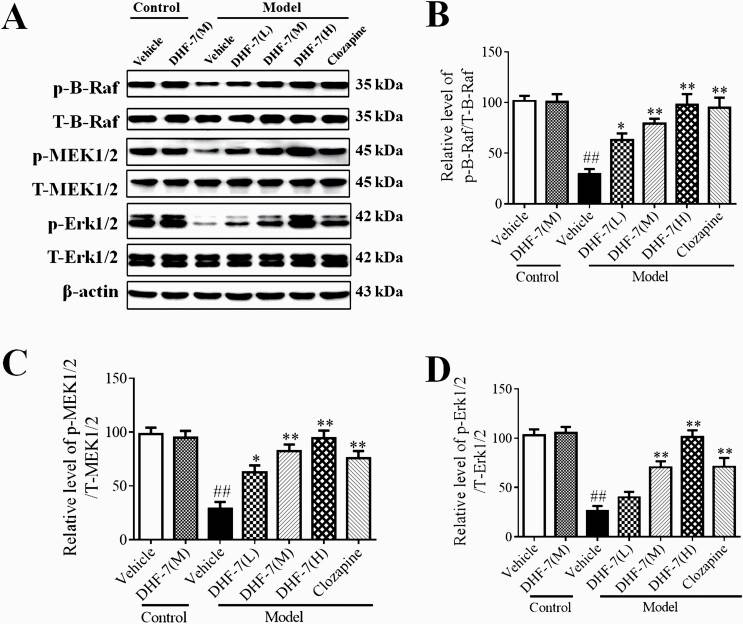 A
Control Model
Vehicle DHF-7(M) Vehicle DHF-7(L) DHF-7(M) DHF-7(H) Clozapine
p-B-Raf 35 kDa
T-B-Raf 35 kDa
p-MEK1/2 45 kDa
T-MEK1/2 45 kDa
p-Erk1/2 42 kDa
T-Erk1/2 42 kDa
β-actin 43 kDa
B
Relative level of
p-B-Raf/T-B-Raf
150
100
50
0
## * ** ** **
Vehicle DHF-7(M) Vehicle DHF-7(L) DHF-7(M) DHF-7(H) Clozapine
Control Model
C
Relative level of p-MEK1/2
/T-MEK1/2
150
100
50
0
## * ** ** **
Vehicle DHF-7(M) Vehicle DHF-7(L) DHF-7(M) DHF-7(H) Clozapine
Control Model
D
Relative level of p-Erk1/2
/T-Erk1/2
150
100
50
0
## ** ** **
Vehicle DHF-7(M) Vehicle DHF-7(L) DHF-7(M) DHF-7(H) Clozapine
Control Model